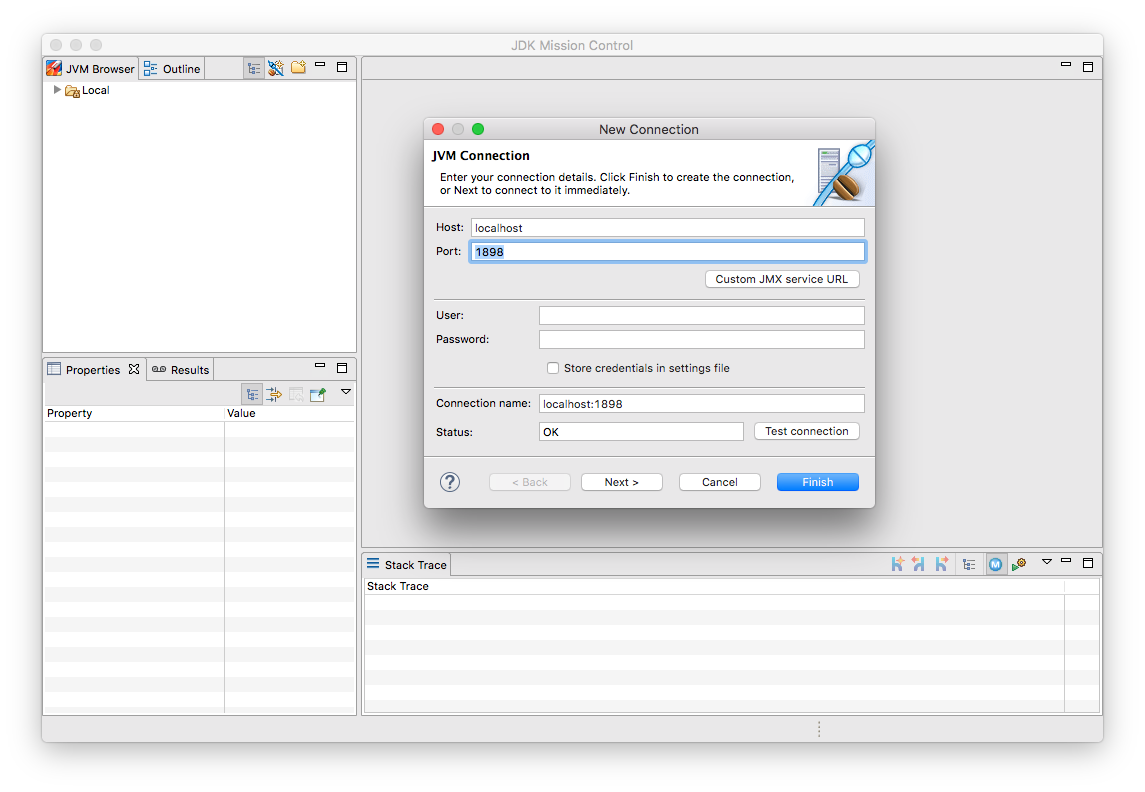 JDK Mission Control
JVM Browser
Outline
Local
New Connection
JVM Connection
Enter your connection details. Click Finish to create the connection,
or Next to connect to it immediately.
Host: localhost
Port: 1898
Custom JMX service URL
User:
Password:
Store credentials in settings file
Connection name: localhost:1898
Status: OK
Test connection
?
< Back
Next >
Cancel
Finish
Properties
Results
Property
Value
Stack Trace
M
Stack Trace